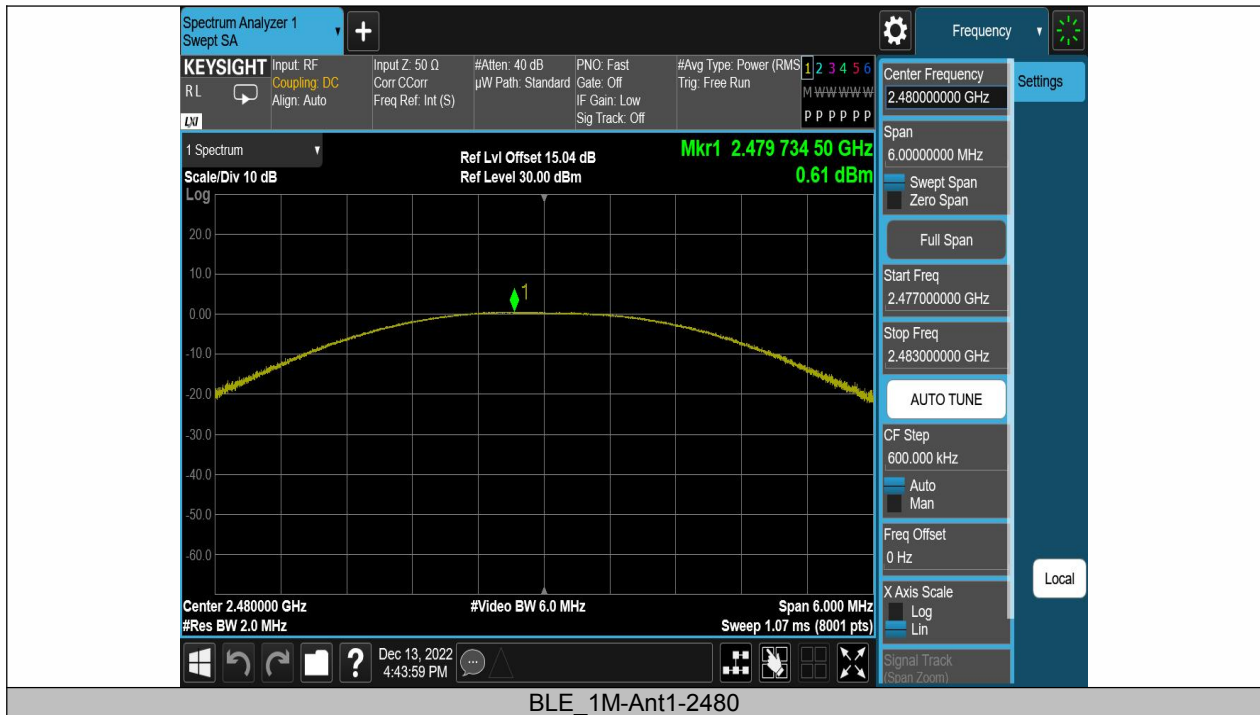 Spectrum Analyzer 1
Swept SA
+
Frequency
KEYSIGHT
RL
LXI
Input: RF
Coupling: DC
Align: Auto
Input Z: 50 Ω
Corr CCorr
Freq Ref: Int (S)
#Atten: 40 dB
µW Path: Standard
PNO: Fast
Gate: Off
IF Gain: Low
Sig Track: Off
#Avg Type: Power (RMS
Trig: Free Run
1 2 3 4 5 6
M W W W W W
P P P P P P
1 Spectrum
Scale/Div 10 dB
Log
Ref Lvl Offset 15.04 dB
Ref Level 30.00 dBm
Mkr1 2.479 734 50 GHz
0.61 dBm
20.0
10.0
0.00
-10.0
-20.0
-30.0
-40.0
-50.0
-60.0
1
Center 2.480000 GHz
#Res BW 2.0 MHz
#Video BW 6.0 MHz
Span 6.000 MHz
Sweep 1.07 ms (8001 pts)
?
Dec 13, 2022
4:43:59 PM
Center Frequency
2.480000000 GHz
Span
6.00000000 MHz
Swept Span
Zero Span
Full Span
Start Freq
2.477000000 GHz
Stop Freq
2.483000000 GHz
AUTO TUNE
CF Step
600.000 kHz
Auto
Man
Freq Offset
0 Hz
X Axis Scale
Log
Lin
Signal Track
(Span Zoom)
Settings
Local
BLE_1M-Ant1-2480